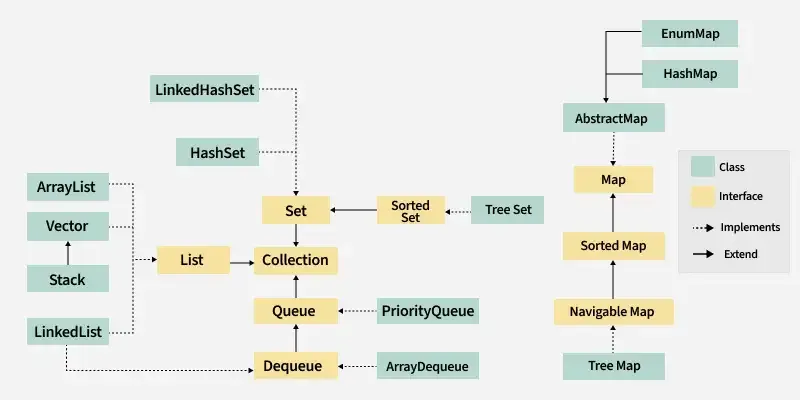 EnumMap
HashMap
LinkedHashSet
AbstractMap
HashSet
Class
ArrayList
Map
Interface
Set
Sorted
Set
Tree Set
Vector
Implements
List
Collection
Sorted Map
Extend
Stack
Queue
PriorityQueue
Navigable Map
LinkedList
Dequeue
ArrayDequeue
Tree Map